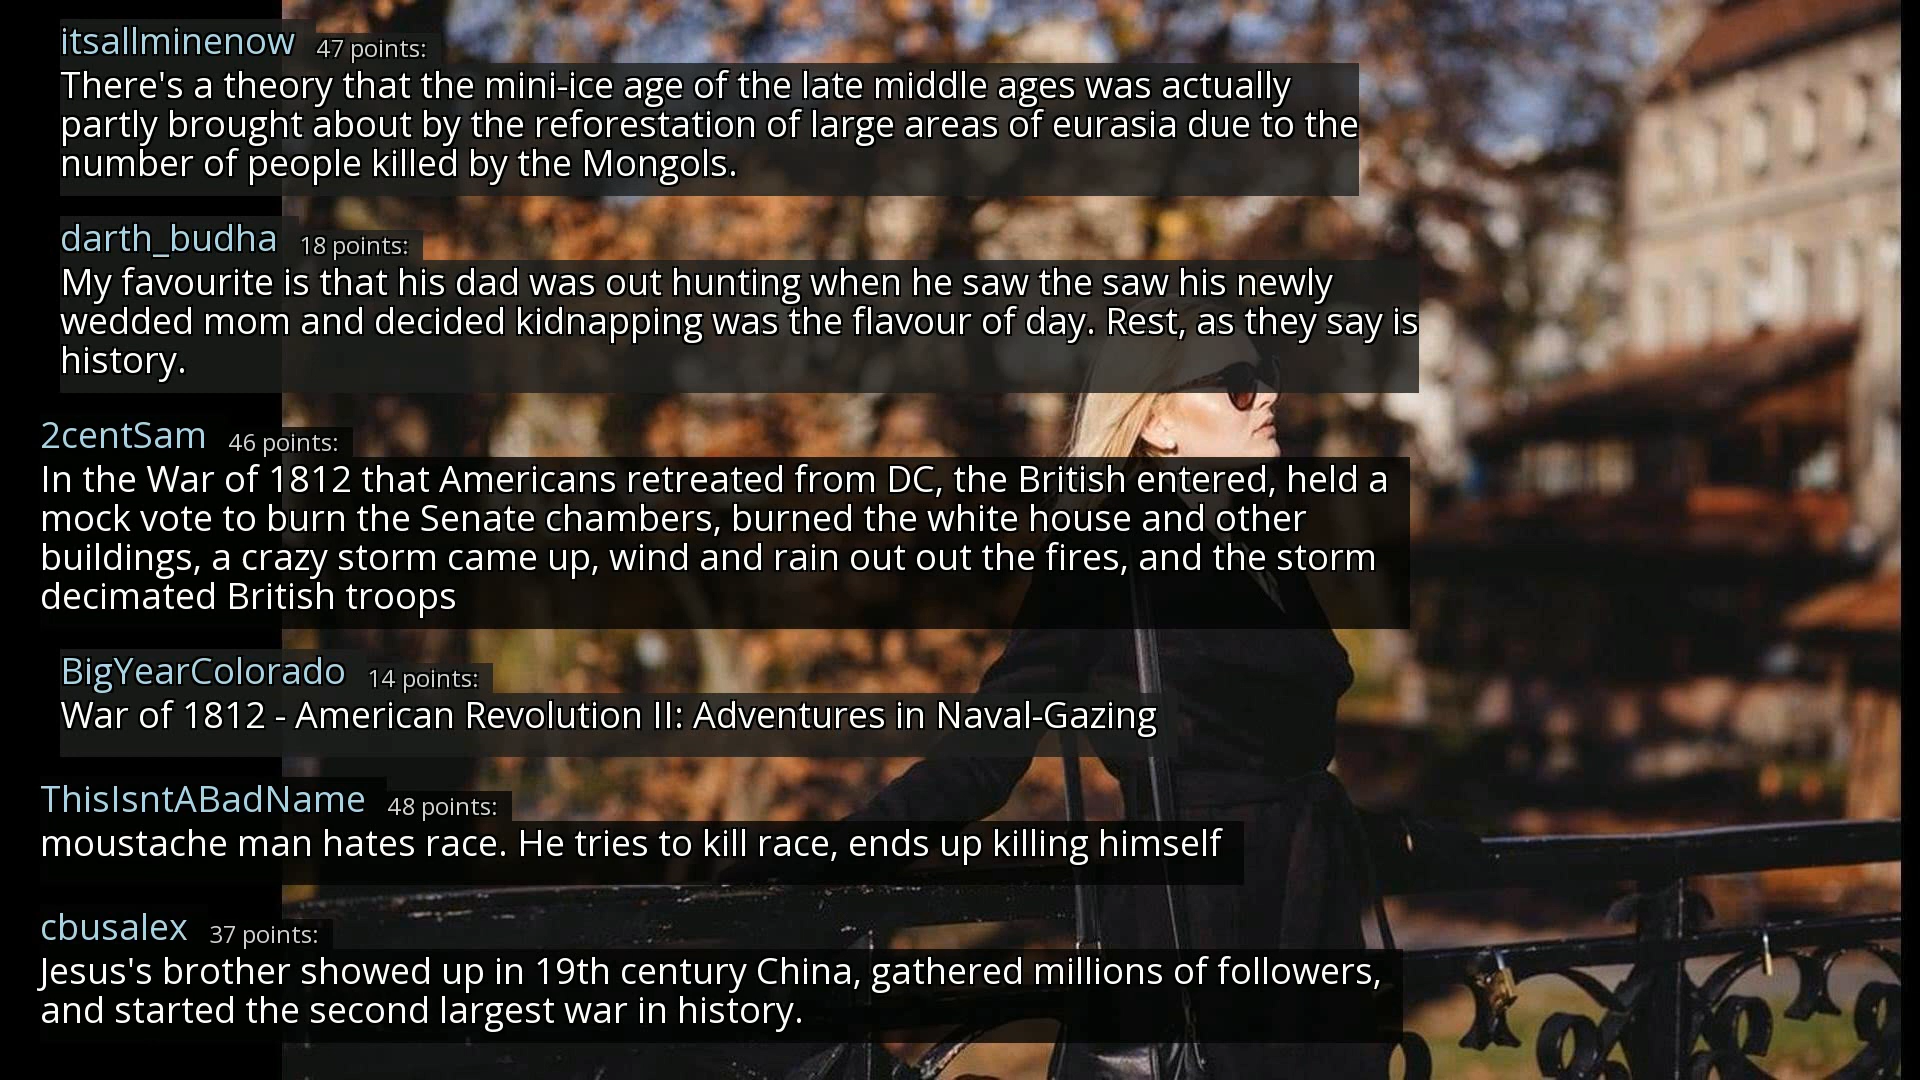 itsallminenow 47 points:
There's a theory that the mini-ice age of the late middle ages was actually
partly brought about by the reforestation of large areas of eurasia due to the
number of people killed by the Mongols.
darth_budha 18 points:
My favourite is that his dad was out hunting when he saw the saw his newly
wedded mom and decided kidnapping was the flavour of day. Rest, as they say is
history.
2centSam 46 points:
In the War of 1812 that Americans retreated from DC, the British entered, held a
mock vote to burn the Senate chambers, burned the white house and other
buildings, a crazy storm came up, wind and rain out out the fires, and the storm
decimated British troops
BigYearColorado 14 points:
War of 1812 - American Revolution II: Adventures in Naval-Gazing
ThisIsntABadName 48 points:
moustache man hates race. He tries to kill race, ends up killing himself
cbusalex 37 points:
Jesus's brother showed up in 19th century China, gathered millions of followers,
and started the second largest war in history.